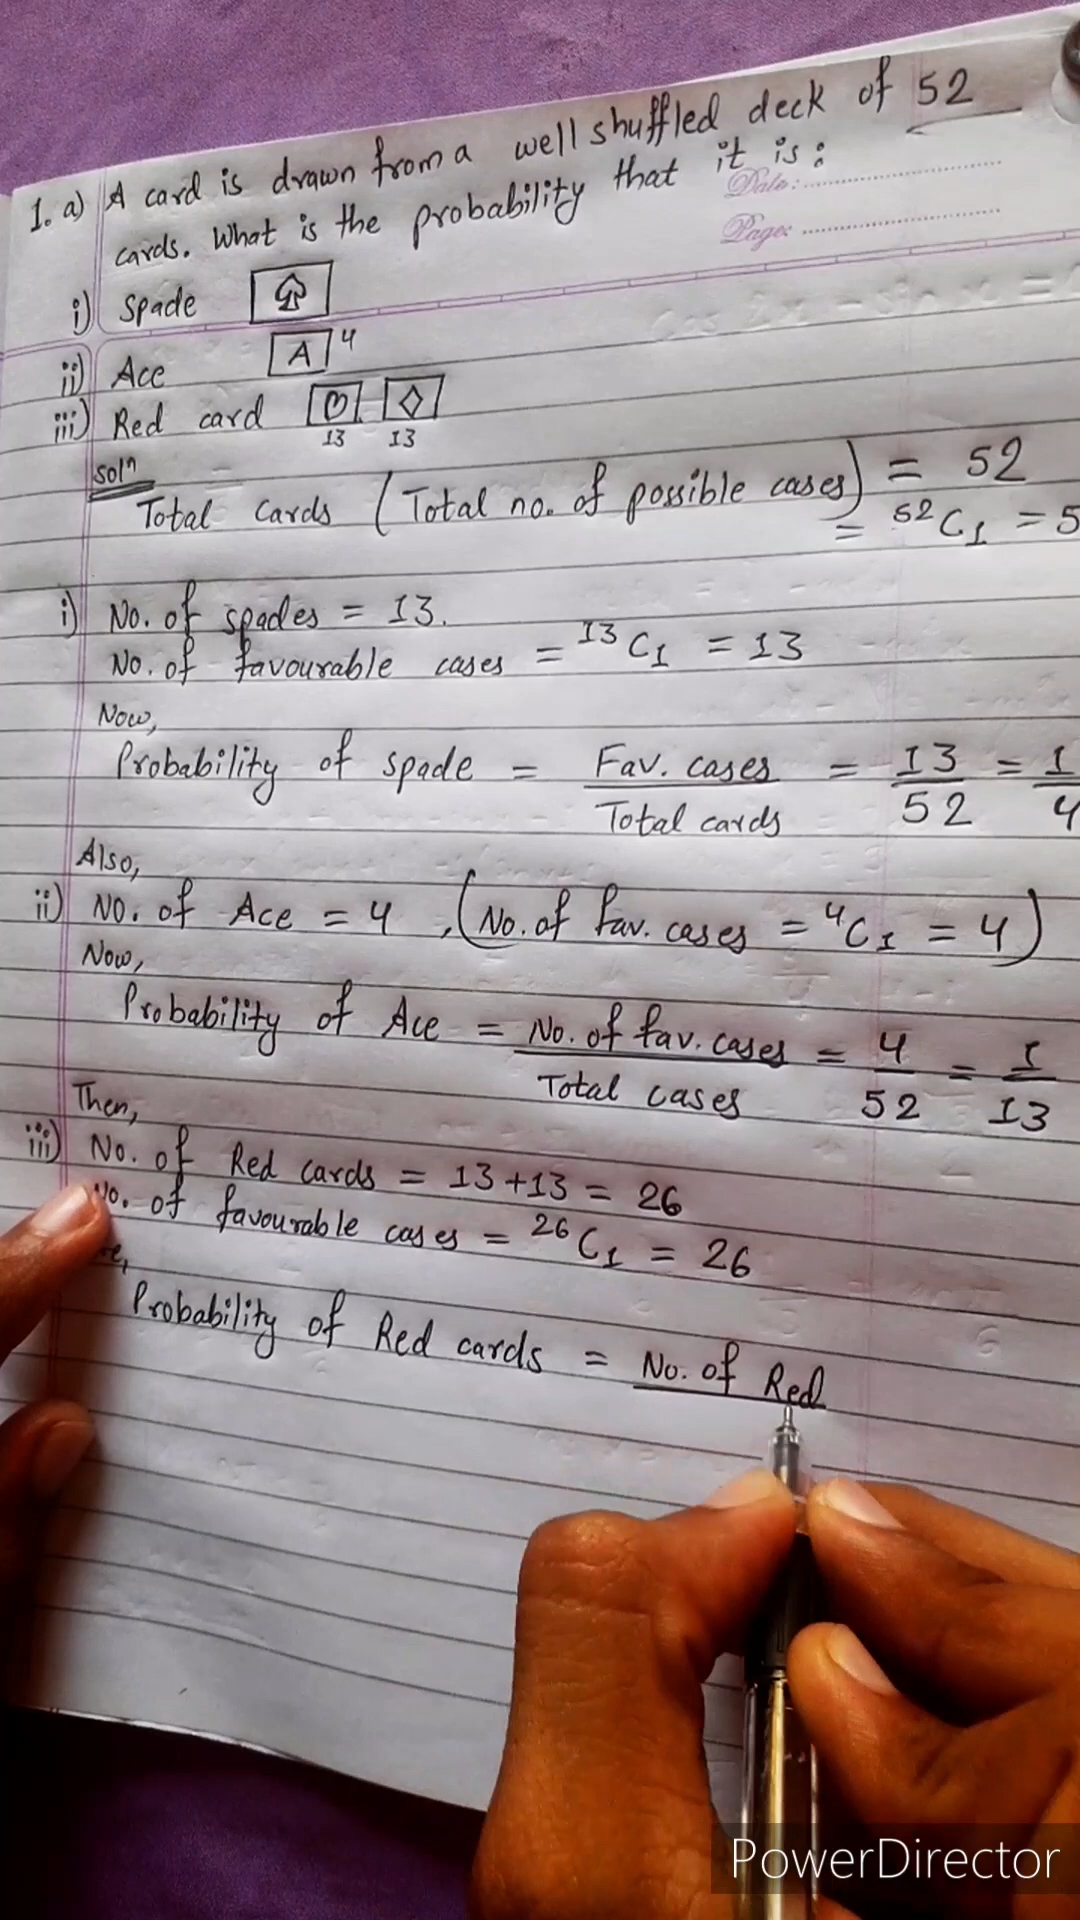 1. a) A card is drawn from a well shuffled deck of 52
cards. What is the probability that it is:
Date:
Page:
i) Spade
ii) Ace A 4
iii) Red card
13 13
Soln
Total cards (Total no. of possible cases) = 52
= 52C1 = 5
i) No. of spades = 13.
No. of favourable cases = 13C1 = 13
Now,
Probability of spade = Fav. cases / Total cards = 13/52 = 1/4
Also,
ii) No. of Ace = 4, (No. of fav. cases = 4C1 = 4)
Now,
Probability of Ace = No. of fav. cases / Total cases = 4/52 = 1/13
Then,
iii) No. of Red cards = 13+13 = 26
No. of favourable cases = 26C1 = 26
Probability of Red cards = No. of Red
PowerDirector